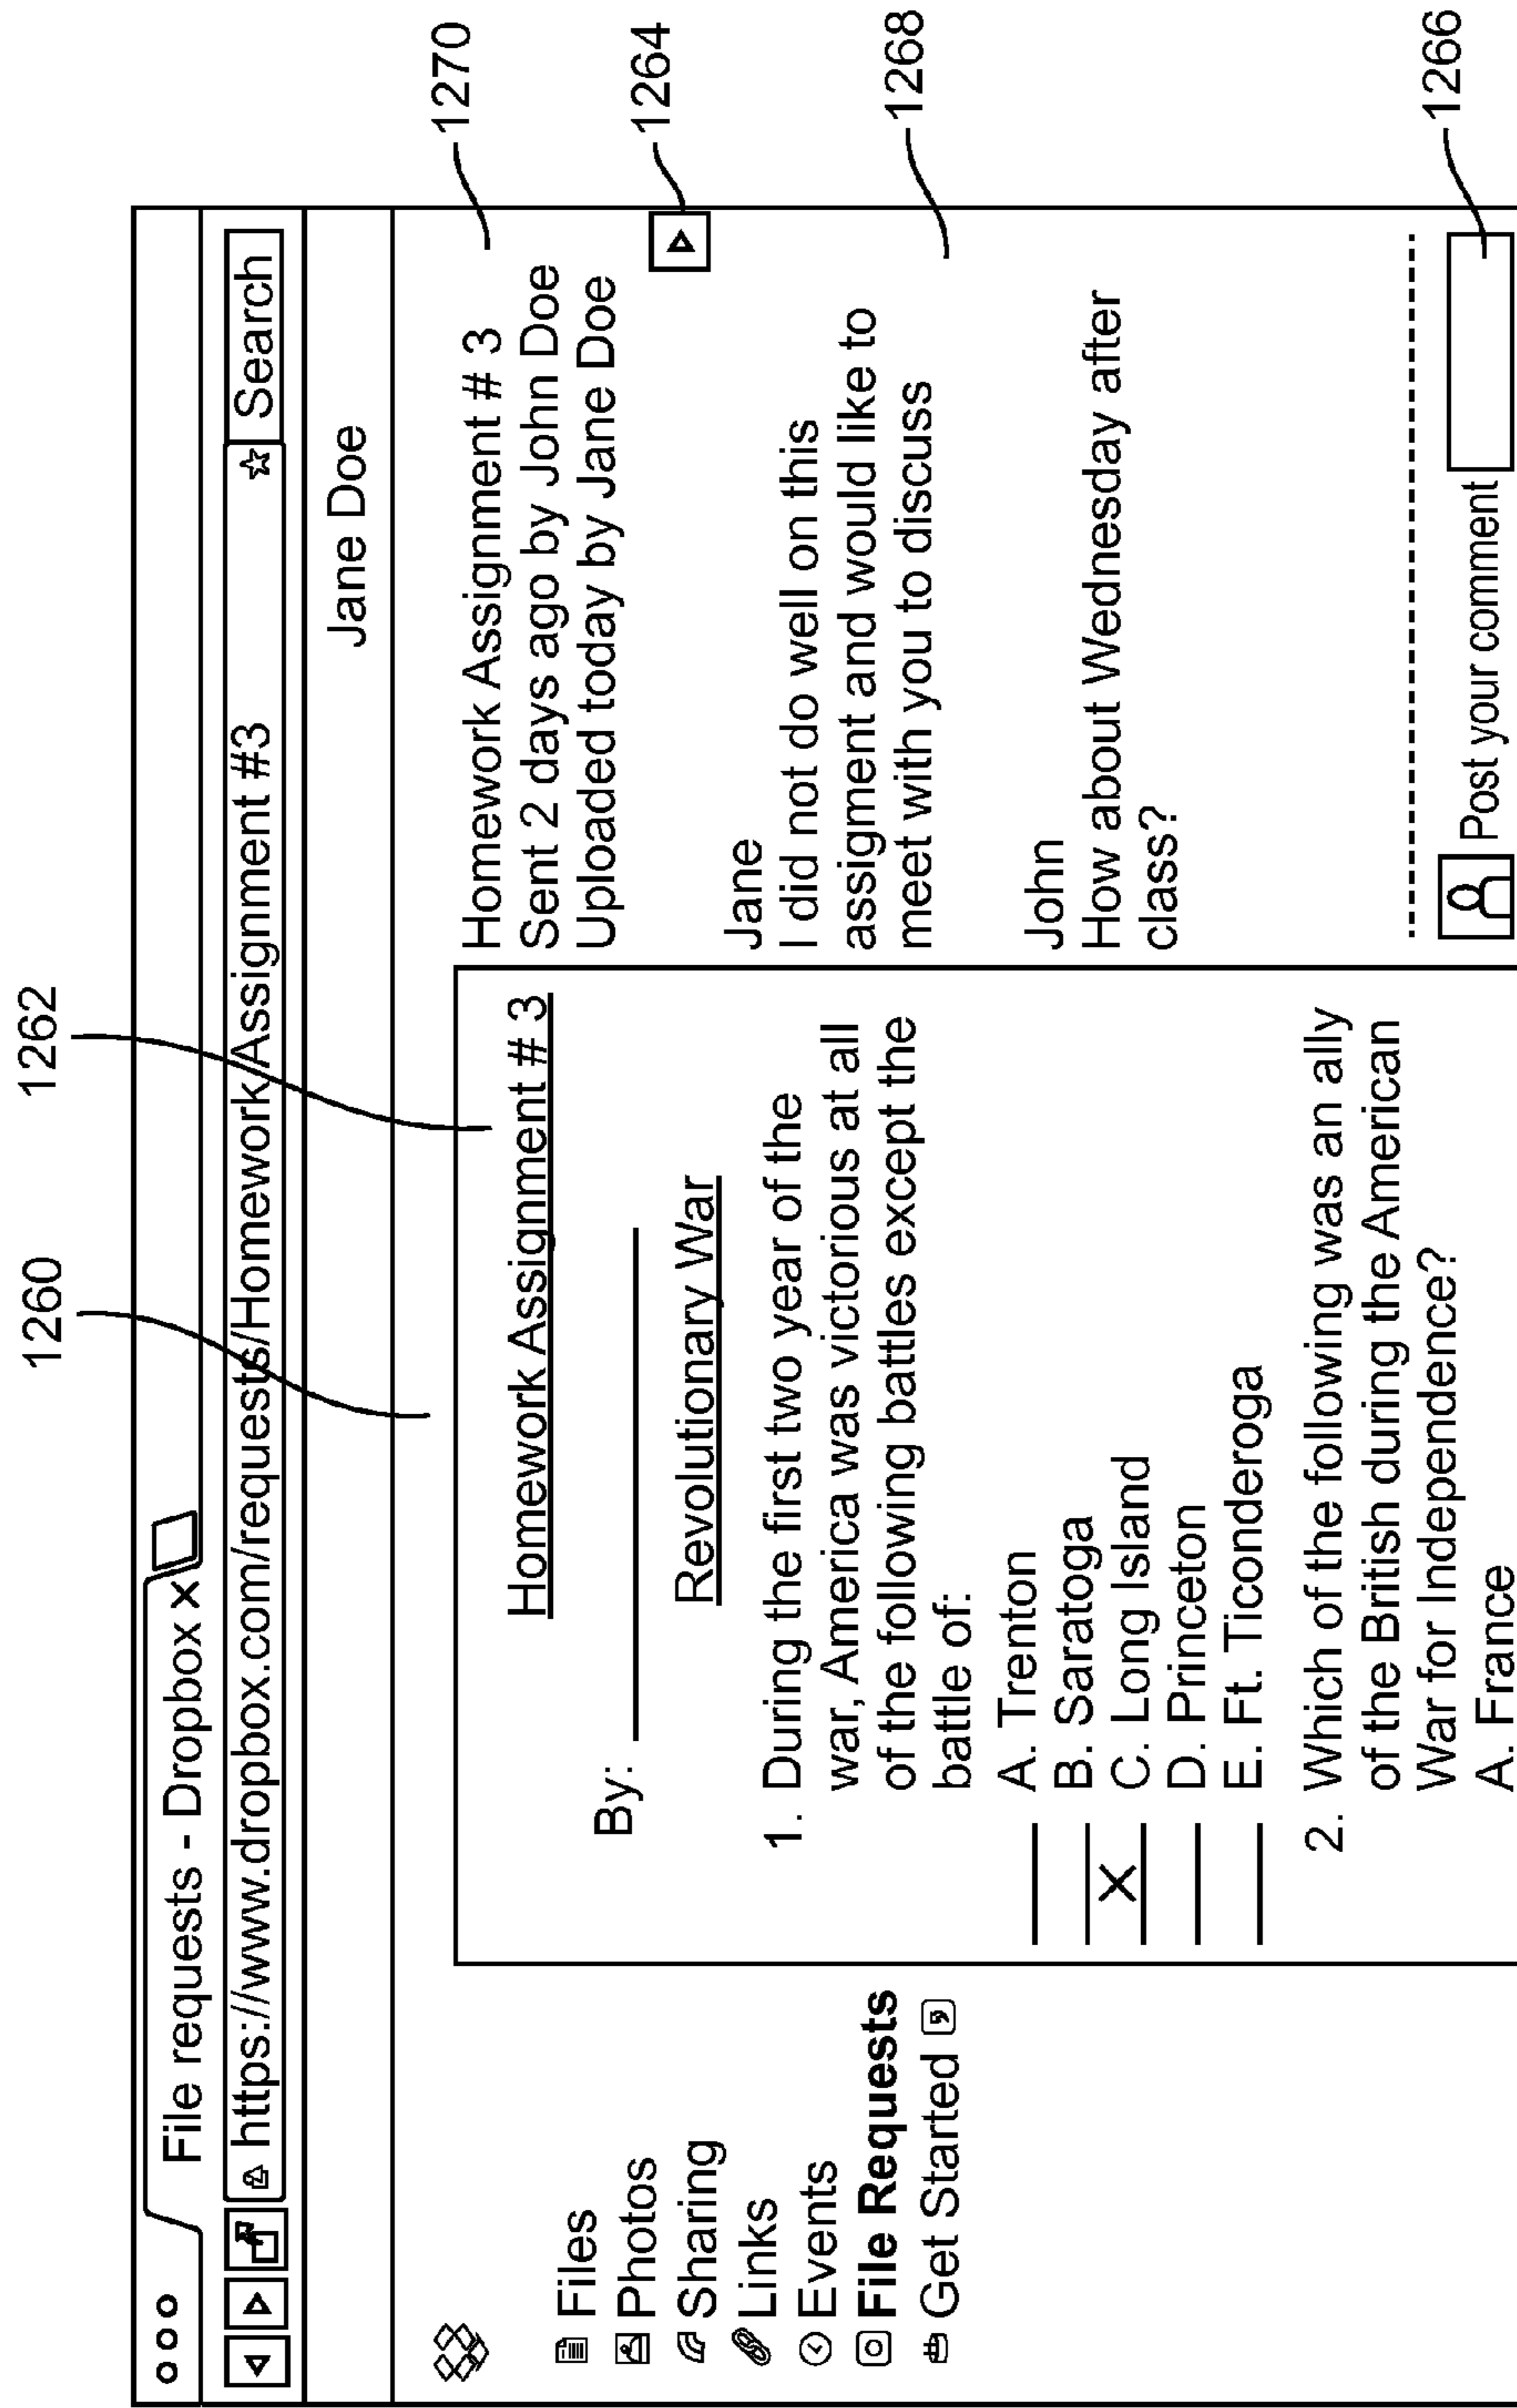 1260
1262
File requests - Dropbox X
https://www.dropbox.com/requests/Homework Assignment #3
Search
Jane Doe
Files
Photos
Sharing
Links
Events
File Requests
Get Started
Homework Assignment # 3
By:
Revolutionary War
1. During the first two year of the
war, America was victorious at all
of the following battles except the
battle of:
A. Trenton
B. Saratoga
X C. Long Island
D. Princeton
E. Ft. Ticonderoga
2. Which of the following was an ally
of the British during the American
War for Independence?
A. France
Homework Assignment # 3
Sent 2 days ago by John Doe
Uploaded today by Jane Doe
1270
1264
Jane
I did not do well on this
assigment and would like to
meet with you to discuss
1268
John
How about Wednesday after
class?
Post your comment
1266